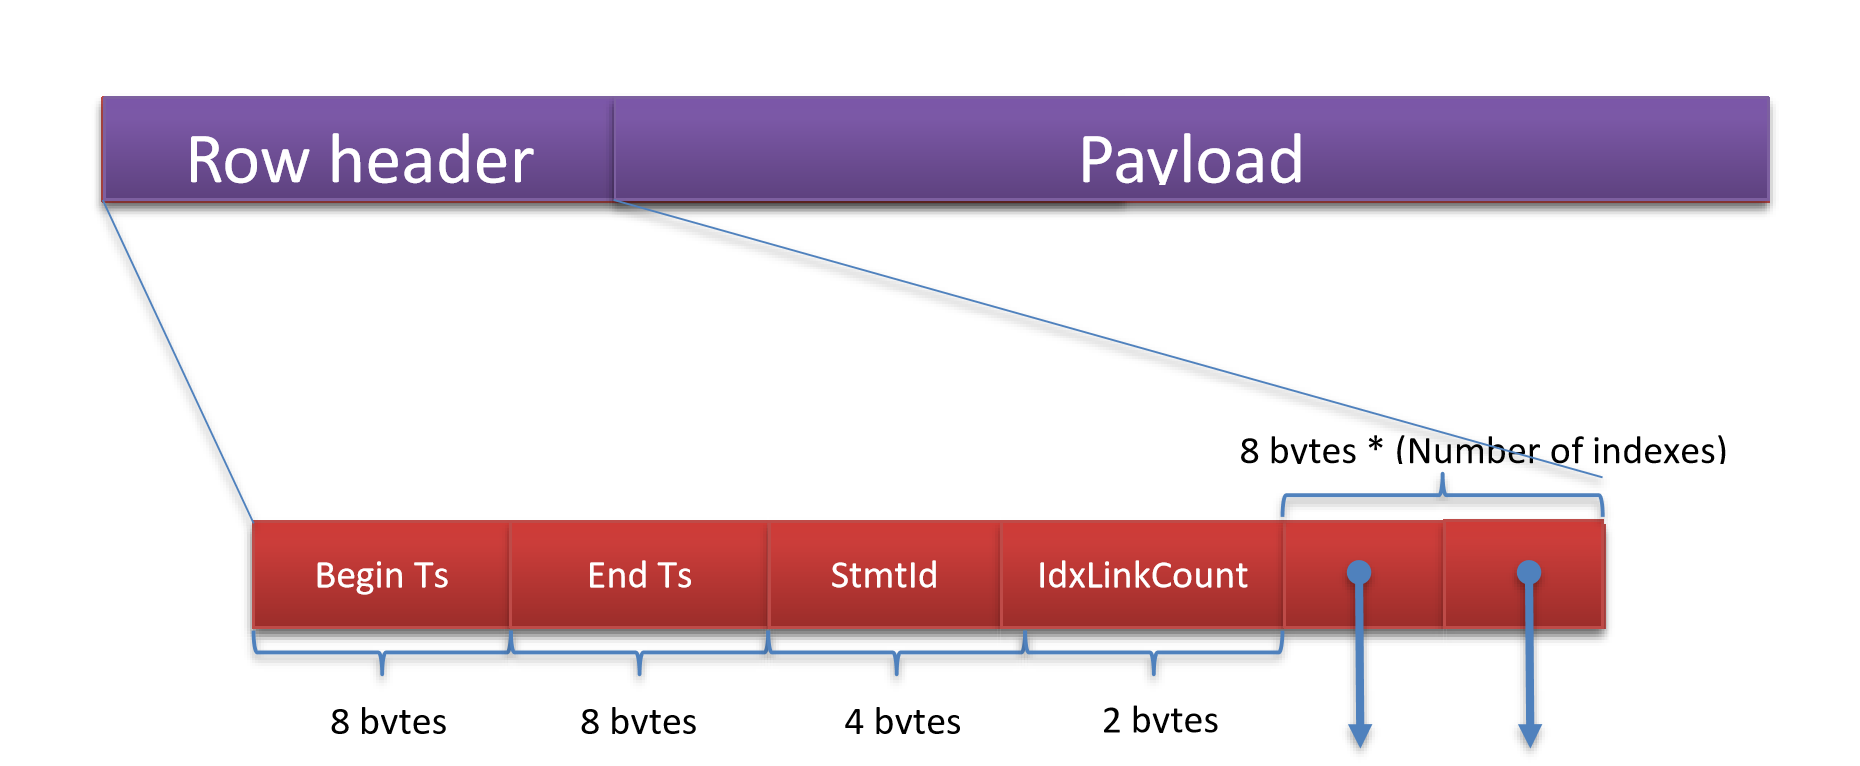 Row header
Payload
8 bytes * (Number of indexes)
Begin Ts
End Ts
StmtId
IdxLinkCount
8 bytes
8 bytes
4 bytes
2 bytes